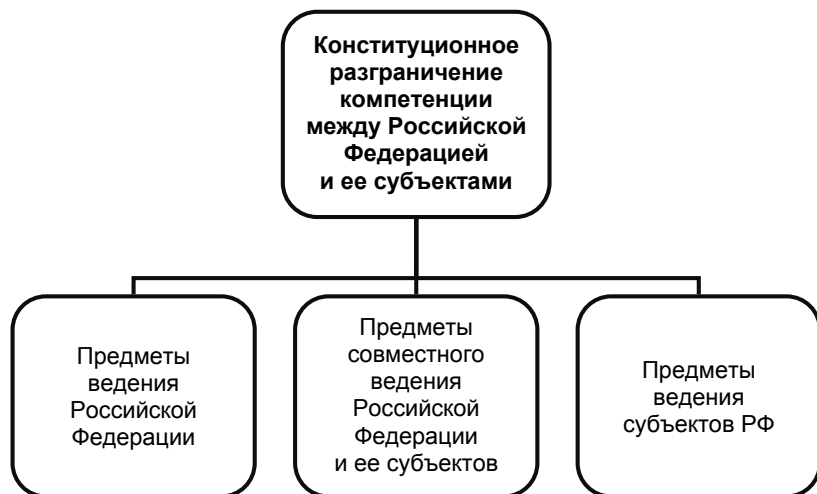 Конституционное
разграничение
компетенции
между Российской
Федерацией
и ее субъектами
Предметы
ведения
Российской
Федерации
Предметы
совместного
ведения
Российской
Федерации
и ее субъектов
Предметы
ведения
субъектов РФ